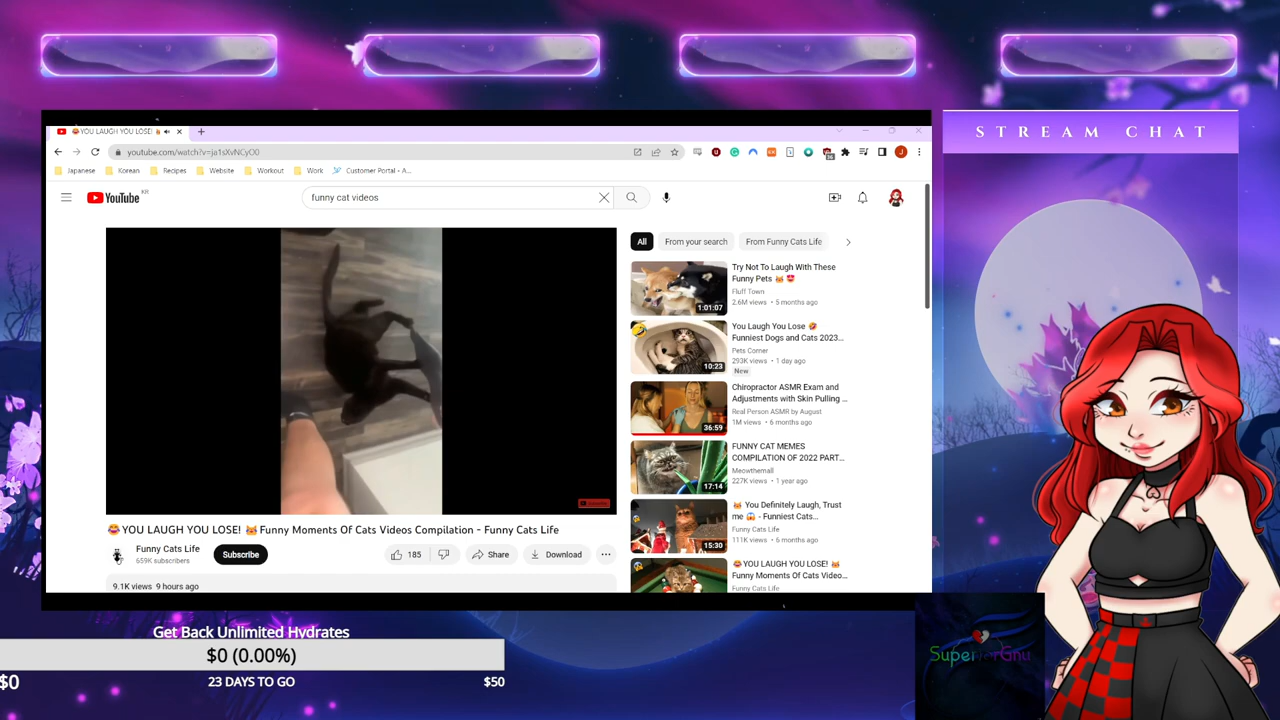 STREAM CHAT
YOU LAUGH YOU LOSE!
youtube.com/watch?v=ja1sXvNCyO0
Japanese
Korean
Recipes
Website
Workout
Work
Customer Portal - A...
YouTube KR
funny cat videos
All
From your search
From Funny Cats Life
Try Not To Laugh With These
Funny Pets 😹 💝
Fluff Town
2.6M views • 5 months ago
1:01:07
You Laugh You Lose 🤣
Funniest Dogs and Cats 2023...
Pets Corner
293K views • 1 day ago
New
10:23
Chiropractor ASMR Exam and
Adjustments with Skin Pulling ...
Real Person ASMR by August
1M views • 6 months ago
36:59
FUNNY CAT MEMES
COMPILATION OF 2022 PART...
Meowthemall
227K views • 1 year ago
17:14
😹 You Definitely Laugh, Trust
me 😱 - Funniest Cats...
Funny Cats Life
111K views • 6 months ago
15:30
😂YOU LAUGH YOU LOSE! 😹
Funny Moments Of Cats Video...
Funny Cats Life
😂YOU LAUGH YOU LOSE! 😹 Funny Moments Of Cats Videos Compilation - Funny Cats Life
Funny Cats Life
659K subscribers
Subscribe
185
Share
Download
9.1K views 9 hours ago
Get Back Unlimited Hydrates
$0 (0.00%)
$0
23 DAYS TO GO
$50